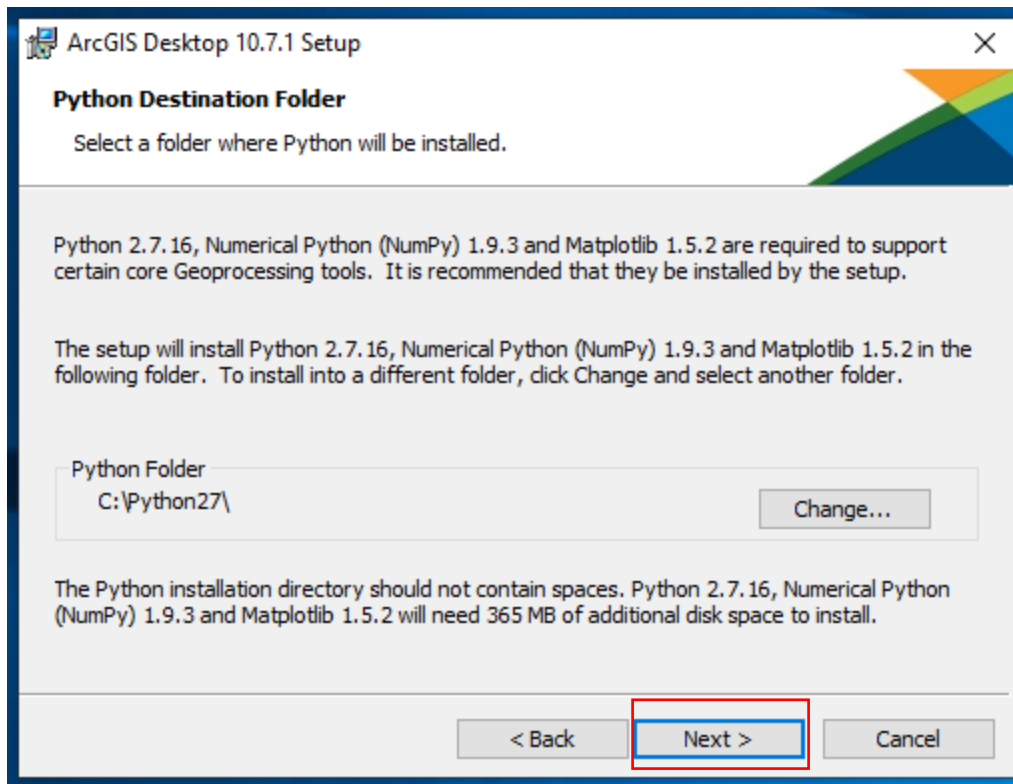 ArcGIS Desktop 10.7.1 Setup
Python Destination Folder
Select a folder where Python will be installed.
Python 2.7.16, Numerical Python (NumPy) 1.9.3 and Matplotlib 1.5.2 are required to support
certain core Geoprocessing tools.  It is recommended that they be installed by the setup.
The setup will install Python 2.7.16, Numerical Python (NumPy) 1.9.3 and Matplotlib 1.5.2 in the
following folder.  To install into a different folder, click Change and select another folder.
Python Folder
C:\Python27\
Change...
The Python installation directory should not contain spaces. Python 2.7.16, Numerical Python
(NumPy) 1.9.3 and Matplotlib 1.5.2 will need 365 MB of additional disk space to install.
< Back
Next >
Cancel